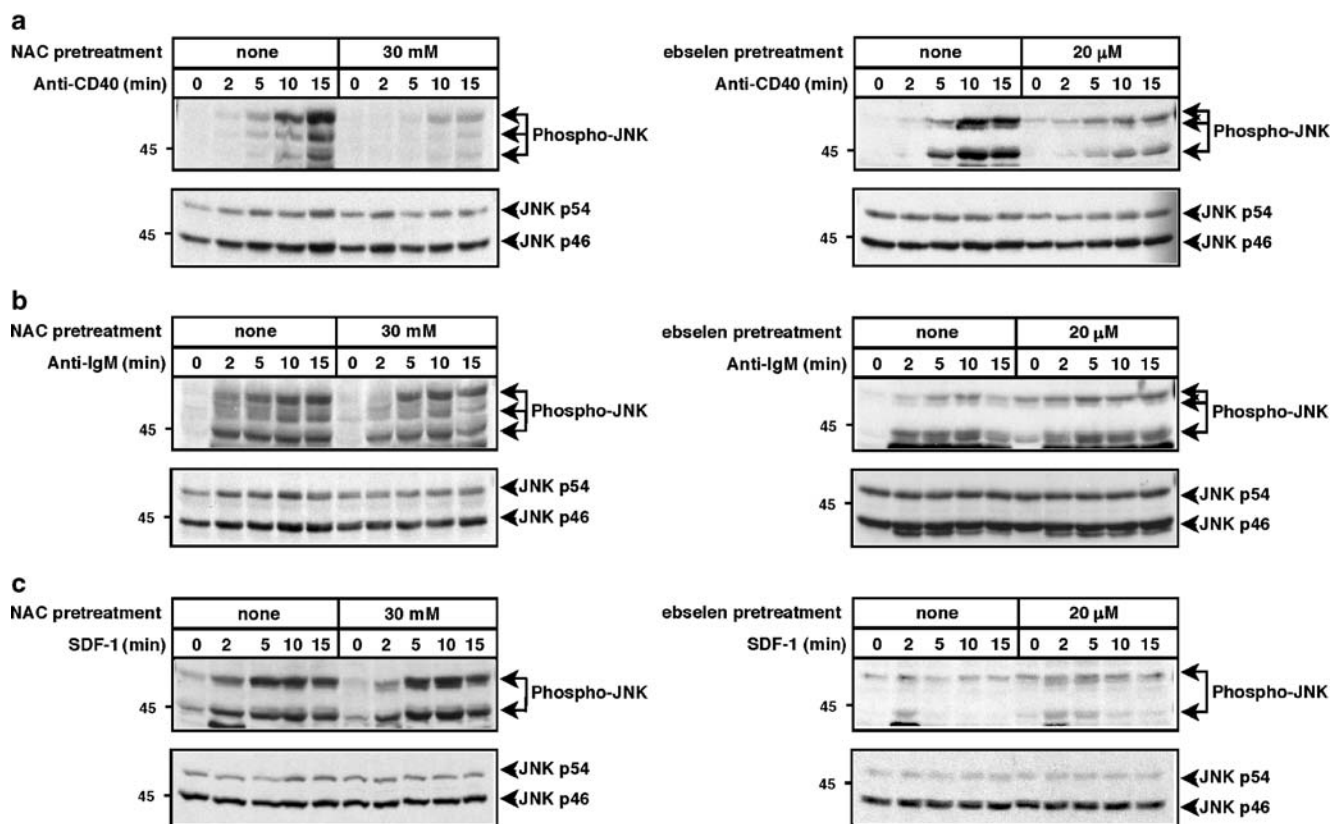 a
NAC pretreatment none 30 mM
Anti-CD40 (min) 0 2 5 10 15 0 2 5 10 15
Phospho-JNK
45
JNK p54
45
JNK p46
ebselen pretreatment none 20 µM
Anti-CD40 (min) 0 2 5 10 15 0 2 5 10 15
Phospho-JNK
45
JNK p54
45
JNK p46
b
NAC pretreatment none 30 mM
Anti-IgM (min) 0 2 5 10 15 0 2 5 10 15
Phospho-JNK
45
JNK p54
45
JNK p46
ebselen pretreatment none 20 µM
Anti-IgM (min) 0 2 5 10 15 0 2 5 10 15
Phospho-JNK
45
JNK p54
45
JNK p46
c
NAC pretreatment none 30 mM
SDF-1 (min) 0 2 5 10 15 0 2 5 10 15
Phospho-JNK
45
JNK p54
45
JNK p46
ebselen pretreatment none 20 µM
SDF-1 (min) 0 2 5 10 15 0 2 5 10 15
Phospho-JNK
45
JNK p54
45
JNK p46